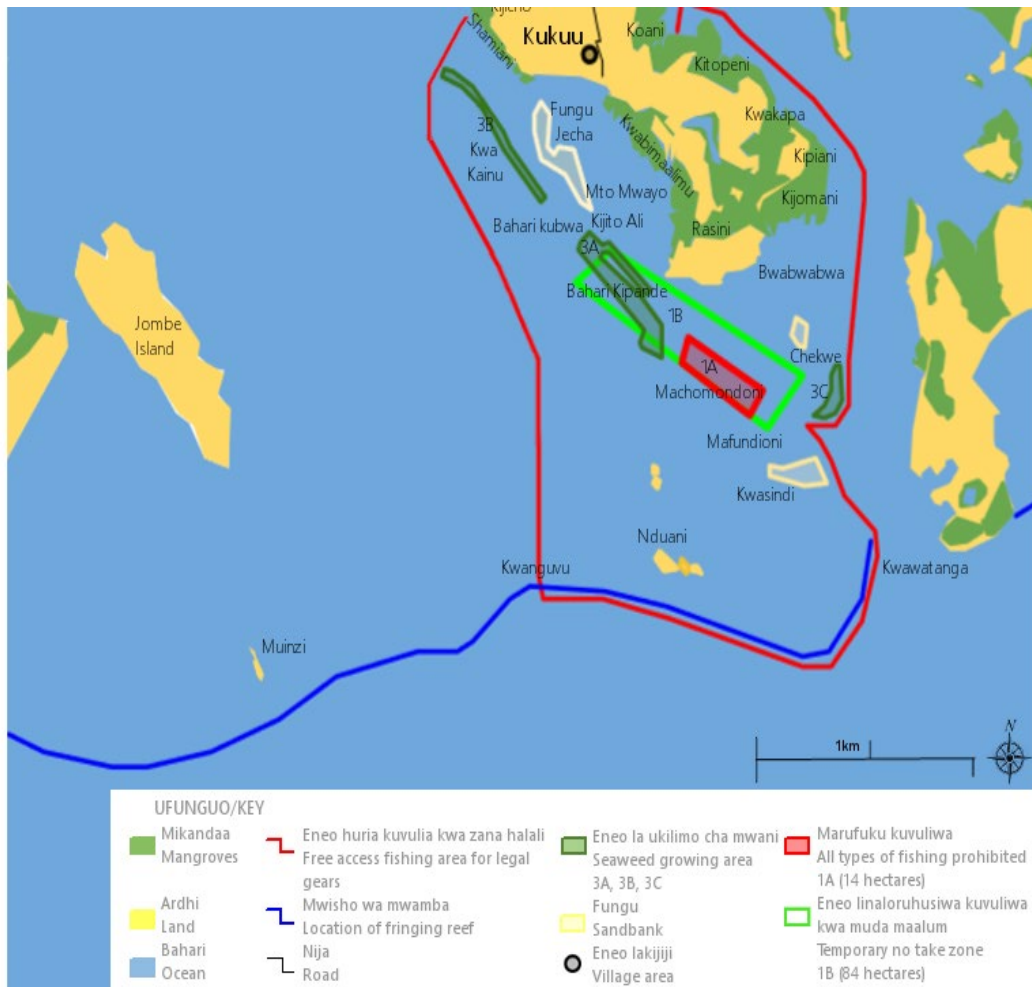 Kijicho
Shamiani
Kukuu
Koani
Kitopeni
Fungu
Jecha
Kwakapa
3B
Kwa
Kainu
Kwabimaalimu
Kipiani
Mto Mwayo
Kijomani
Bahari kubwa
Kijito Ali
Rasini
3A
Bwabwabwa
Bahari Kipande
1B
Jombe
Island
Chekwe
1A
Machomondoni
3C
Mafundioni
Kwasindi
Nduani
Kwanguvu
Kwawatanga
Muinzi
N
1km
UFUNGUO/KEY
Mikandaa
Mangroves
Ardhi
Land
Bahari
Ocean
Eneo huria kuvulia kwa zana halali
Free access fishing area for legal
gears
Mwisho wa mwamba
Location of fringing reef
Nija
Road
Eneo la ukilimo cha mwani
Seaweed growing area
3A, 3B, 3C
Fungu
Sandbank
Eneo lakijiji
Village area
Marufuku kuvuliwa
All types of fishing prohibited
1A (14 hectares)
Eneo linaloruhusiwa kuvuliwa
kwa muda maalum
Temporary no take zone
1B (84 hectares)